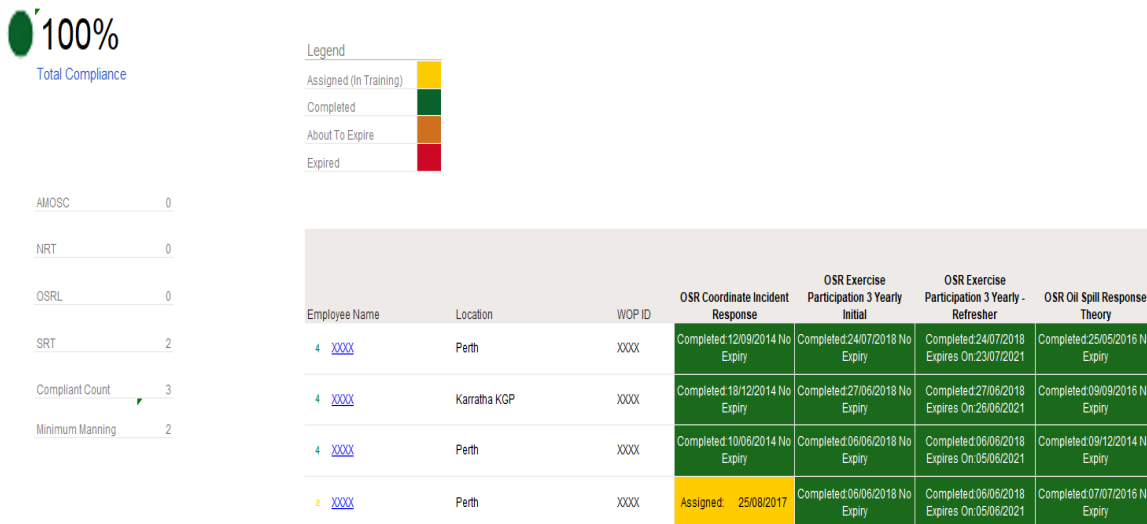 100%
Total Compliance
Legend
Assigned (In Training)
Completed
About To Expire
Expired
AMOSC 0
NRT 0
OSRL 0
SRT 2
Compliant Count 3
Minimum Manning 2
Employee Name Location WOP ID OSR Coordinate Incident Response OSR Exercise Participation 3 Yearly Initial OSR Exercise Participation 3 Yearly - Refresher OSR Oil Spill Response Theory
4 XXXX Perth XXXX Completed:12/09/2014 No Expiry Completed:24/07/2018 No Expiry Completed:24/07/2018 Expires On:23/07/2021 Completed:25/05/2016 N Expiry
4 XXXX Karratha KGP XXXX Completed:18/12/2014 No Expiry Completed:27/06/2018 No Expiry Completed:27/06/2018 Expires On:26/06/2021 Completed:09/09/2016 N Expiry
4 XXXX Perth XXXX Completed:10/06/2014 No Expiry Completed:06/06/2018 No Expiry Completed:06/06/2018 Expires On:05/06/2021 Completed:09/12/2014 N Expiry
2 XXXX Perth XXXX Assigned: 25/08/2017 Completed:06/06/2018 No Expiry Completed:06/06/2018 Expires On:05/06/2021 Completed:07/07/2016 N Expiry